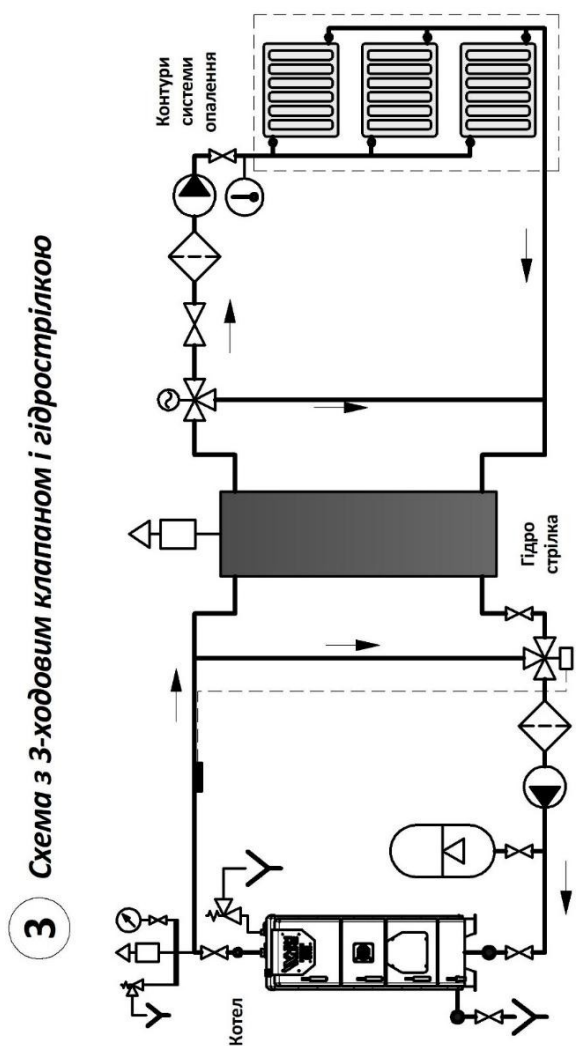 3
Схема з 3-ходовим клапаном і гідрострілкою
Котел
Гідро
стрілка
Контури
системи
опалення